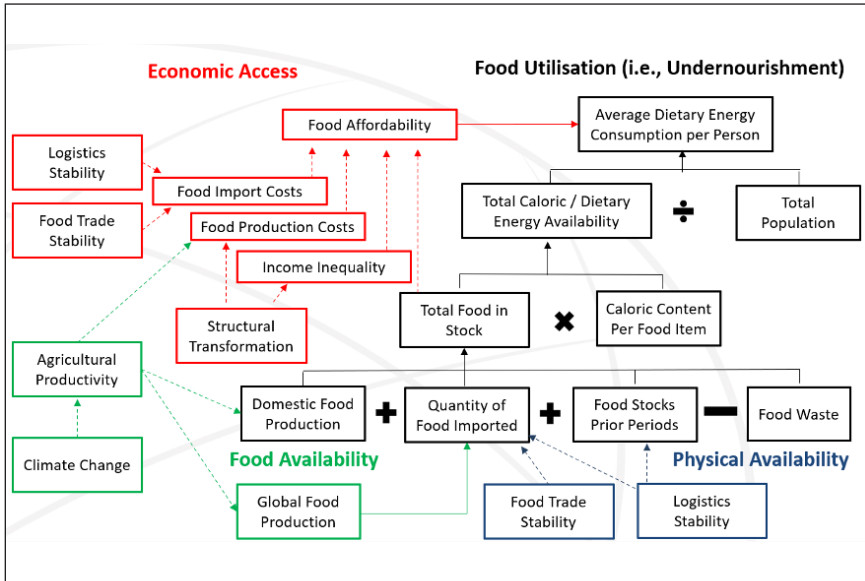 Economic Access
Food Utilisation (i.e., Undernourishment)
Food Affordability
Average Dietary Energy
Consumption per Person
Logistics
Stability
Food Import Costs
Food Trade
Stability
Food Production Costs
Total Caloric / Dietary
Energy Availability
÷
Total
Population
Income Inequality
Structural
Transformation
Total Food in
Stock
✖
Caloric Content
Per Food Item
Agricultural
Productivity
Domestic Food
Production
+
Quantity of
Food Imported
+
Food Stocks
Prior Periods
−
Food Waste
Climate Change
Food Availability
Physical Availability
Global Food
Production
Food Trade
Stability
Logistics
Stability